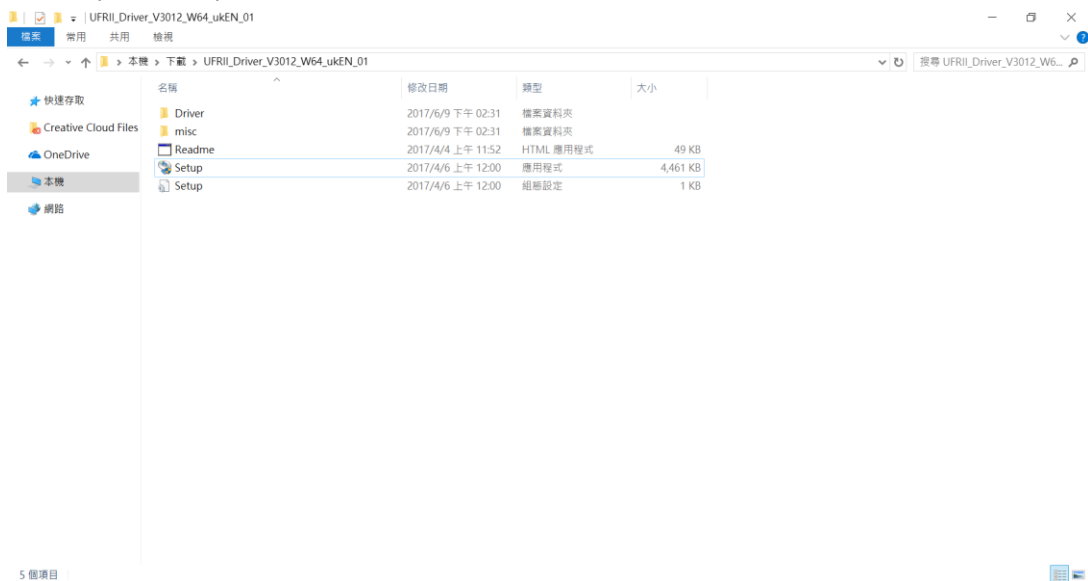 UFRII_Driver_V3012_W64_ukEN_01
檔案 常用 共用 檢視
本機 > 下載 > UFRII_Driver_V3012_W64_ukEN_01 搜尋 UFRII_Driver_V3012_W6...
名稱 修改日期 類型 大小
快速存取
Creative Cloud Files
OneDrive
本機
網路
Driver 2017/6/9 下午 02:31 檔案資料夾
misc 2017/6/9 下午 02:31 檔案資料夾
Readme 2017/4/4 上午 11:52 HTML 應用程式 49 KB
Setup 2017/4/6 上午 12:00 應用程式 4,461 KB
Setup 2017/4/6 上午 12:00 組態設定 1 KB
5 個項目